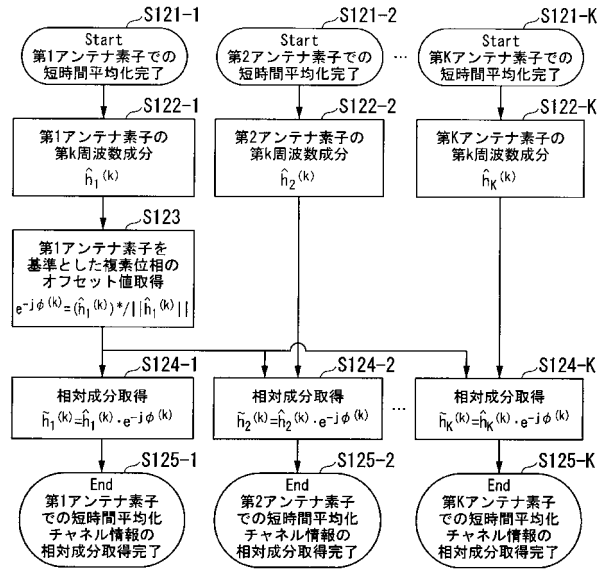 S121-1
Start
第1アンテナ素子での
短時間平均化完了
S121-2
Start
第2アンテナ素子での
短時間平均化完了
…
S121-K
Start
第Kアンテナ素子での
短時間平均化完了
S122-1
第1アンテナ素子の
第k周波数成分
ĥ₁⁽ᵏ⁾
S122-2
第2アンテナ素子の
第k周波数成分
ĥ₂⁽ᵏ⁾
S122-K
第Kアンテナ素子の
第k周波数成分
ĥ_K⁽ᵏ⁾
S123
第1アンテナ素子を
基準とした複素位相の
オフセット値取得
e^{-jφ^{(k)}}=(ĥ₁⁽ᵏ⁾)*/||ĥ₁⁽ᵏ⁾||
S124-1
相対成分取得
h̃₁⁽ᵏ⁾=ĥ₁⁽ᵏ⁾·e^{-jφ^{(k)}}
S124-2
相対成分取得
h̃₂⁽ᵏ⁾=ĥ₂⁽ᵏ⁾·e^{-jφ^{(k)}}
…
S124-K
相対成分取得
h̃_K⁽ᵏ⁾=ĥ_K⁽ᵏ⁾·e^{-jφ^{(k)}}
S125-1
End
第1アンテナ素子
での短時間平均化
チャネル情報の
相対成分取得完了
S125-2
End
第2アンテナ素子
での短時間平均化
チャネル情報の
相対成分取得完了
S125-K
End
第Kアンテナ素子
での短時間平均化
チャネル情報の
相対成分取得完了